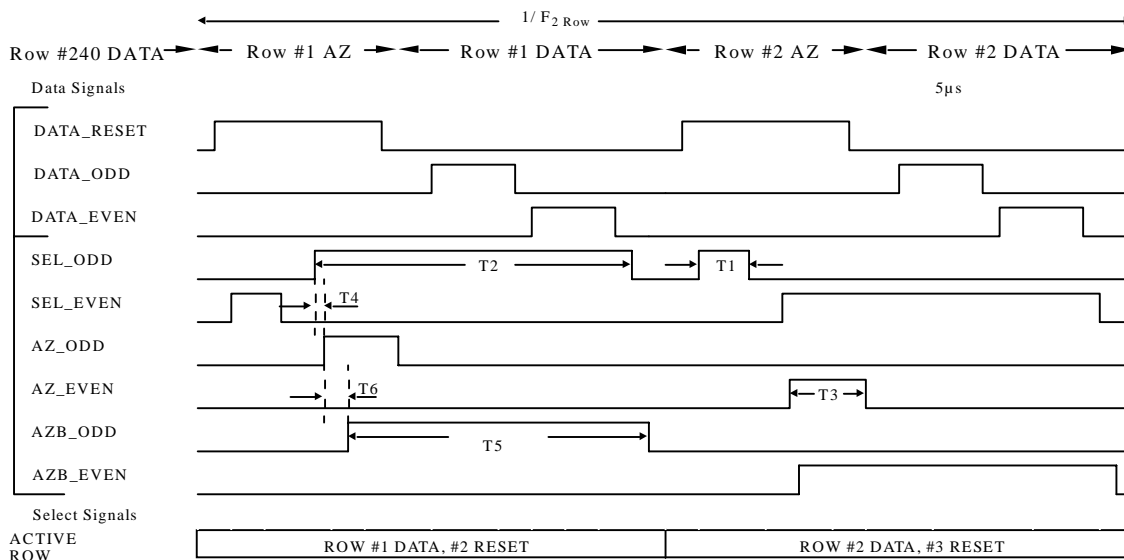 1/ F2 Row
Row #240 DATA Row #1 AZ Row #1 DATA Row #2 AZ Row #2 DATA
Data Signals 5µs
DATA_RESET
DATA_ODD
DATA_EVEN
SEL_ODD T2 T1
SEL_EVEN T4
AZ_ODD
AZ_EVEN T6 T3
AZB_ODD T5
AZB_EVEN
Select Signals
ACTIVE ROW #1 DATA, #2 RESET ROW #2 DATA, #3 RESET
ROW